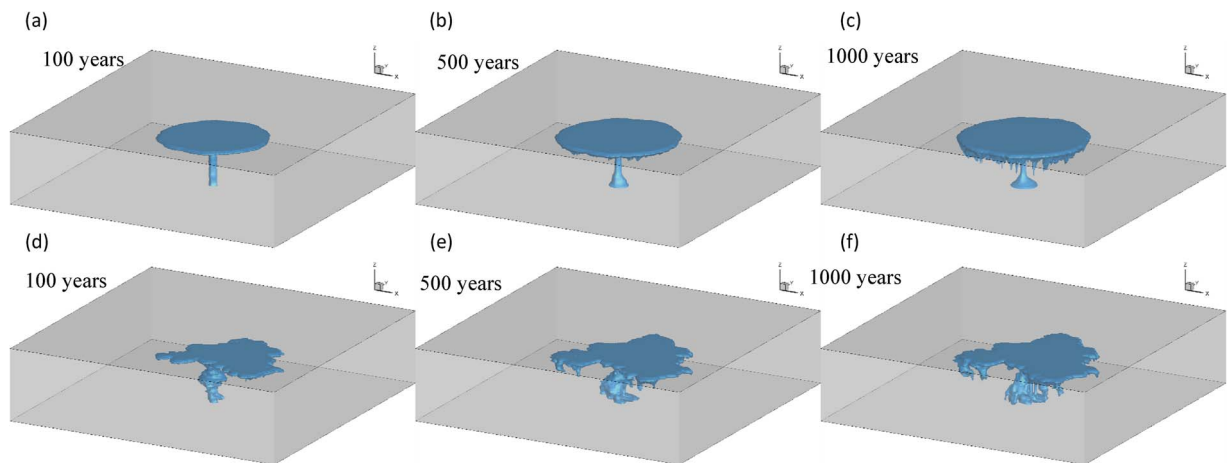 (a)
100 years
Z
Y
X
(b)
500 years
Z
Y
X
(c)
1000 years
Z
Y
X
(d)
100 years
Z
Y
X
(e)
500 years
Z
Y
X
(f)
1000 years
Z
Y
X